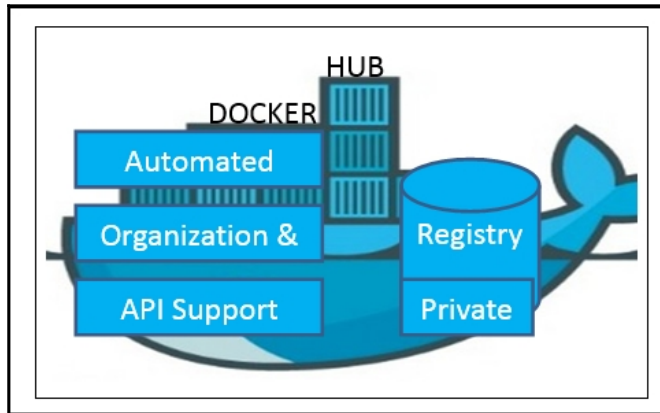 HUB
DOCKER
Automated
Organization &
Registry
API Support
Private